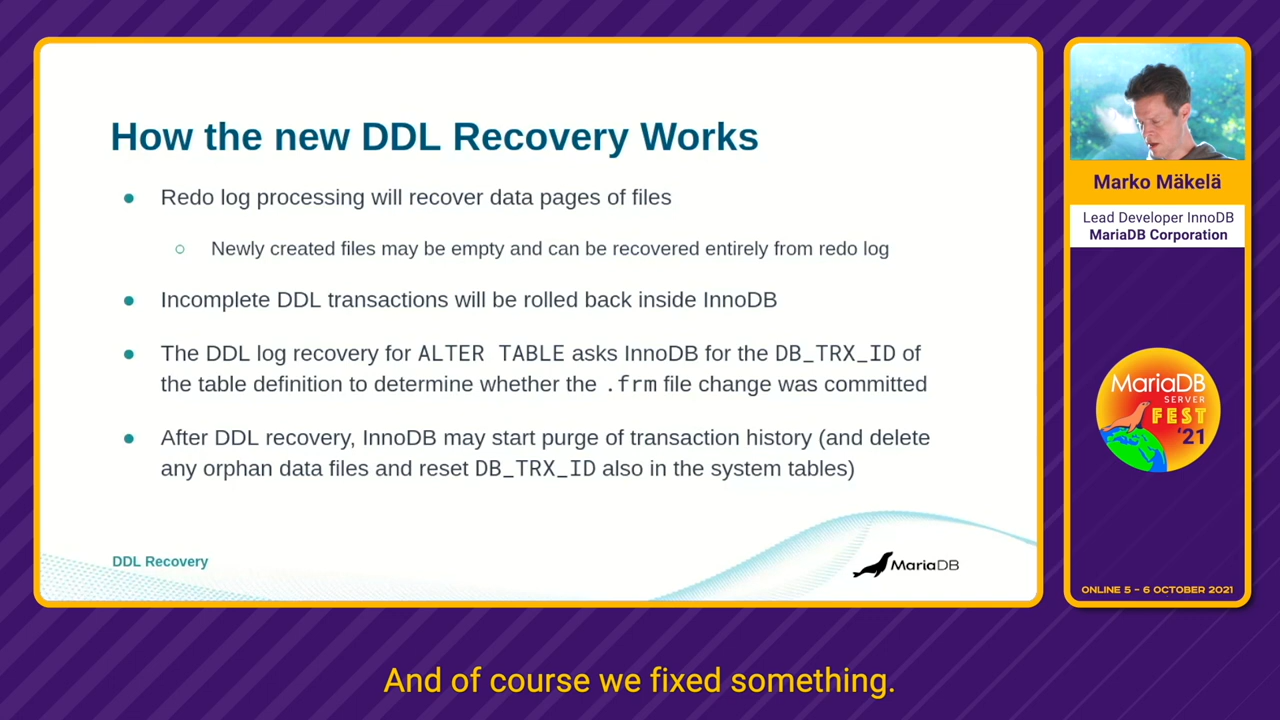 How the new DDL Recovery Works
● Redo log processing will recover data pages of files
○ Newly created files may be empty and can be recovered entirely from redo log
● Incomplete DDL transactions will be rolled back inside InnoDB
● The DDL log recovery for ALTER TABLE asks InnoDB for the DB_TRX_ID of
the table definition to determine whether the .frm file change was committed
● After DDL recovery, InnoDB may start purge of transaction history (and delete
any orphan data files and reset DB_TRX_ID also in the system tables)
DDL Recovery
MariaDB
Marko Mäkelä
Lead Developer InnoDB
MariaDB Corporation
MariaDB
SERVER
FEST
'21
ONLINE 5 – 6 OCTOBER 2021
And of course we fixed something.